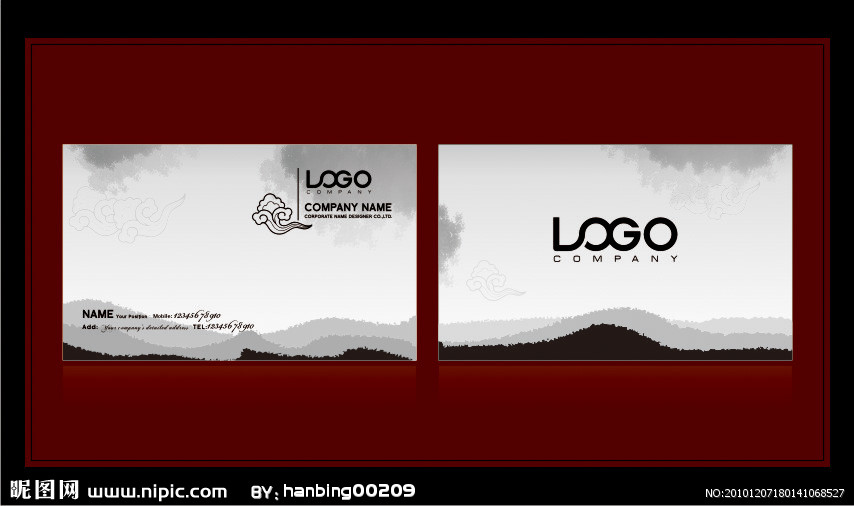 LOGO
COMPANY
COMPANY NAME
CORPORATE NAME DESIGNER CO.,LTD.
NAME Your Position Mobile: 12345678910
Add: Your company's directed address TEL:12345678910
LOGO
COMPANY
昵图网 www.nipic.com BY: hanbing00209
NO:20101207180141068527